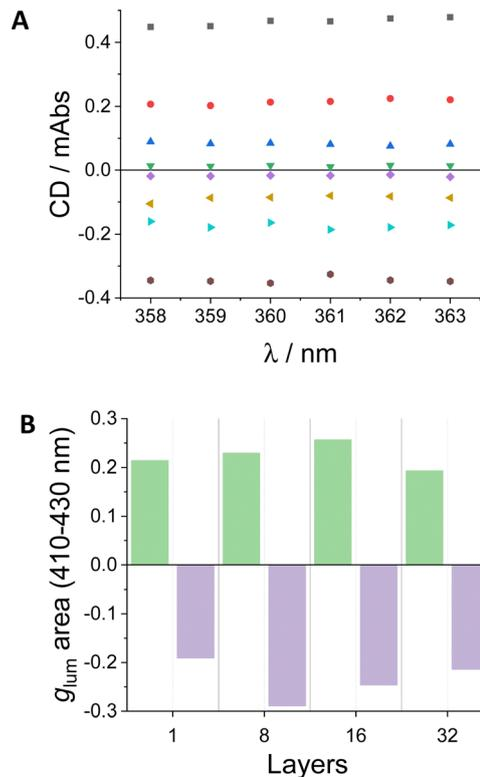 A
0.4
0.2
0.0
-0.2
-0.4
CD / mAbs
358 359 360 361 362 363
λ / nm
B
0.3
0.2
0.1
0.0
-0.1
-0.2
-0.3
glum area (410-430 nm)
1 8 16 32
Layers